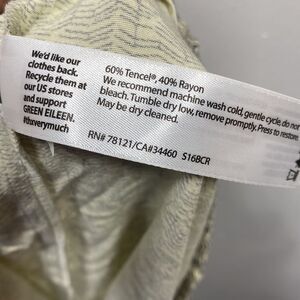 We'd like our
clothes back.
Recycle them at
our US stores
and support
GREEN EILEEN.
#thxverymuch
60% Tencel®, 40% Rayon
We recommend machine wash cold, gentle cycle, do not
bleach. Tumble dry low, remove promptly. Press to restore.
May be dry cleaned.
RN# 78121/CA#34460 S16BCR